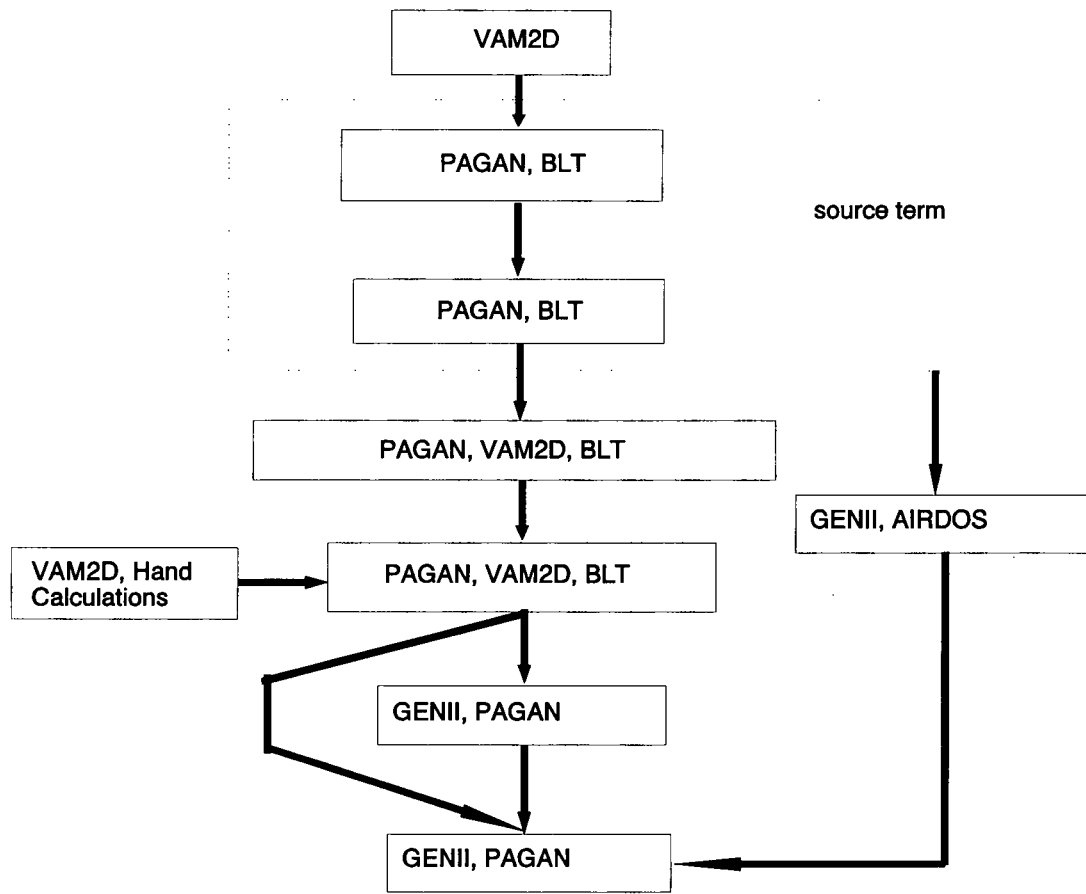 VAM2D
PAGAN, BLT
source term
PAGAN, BLT
PAGAN, VAM2D, BLT
GENII, AIRDOS
VAM2D, Hand
Calculations
PAGAN, VAM2D, BLT
GENII, PAGAN
GENII, PAGAN